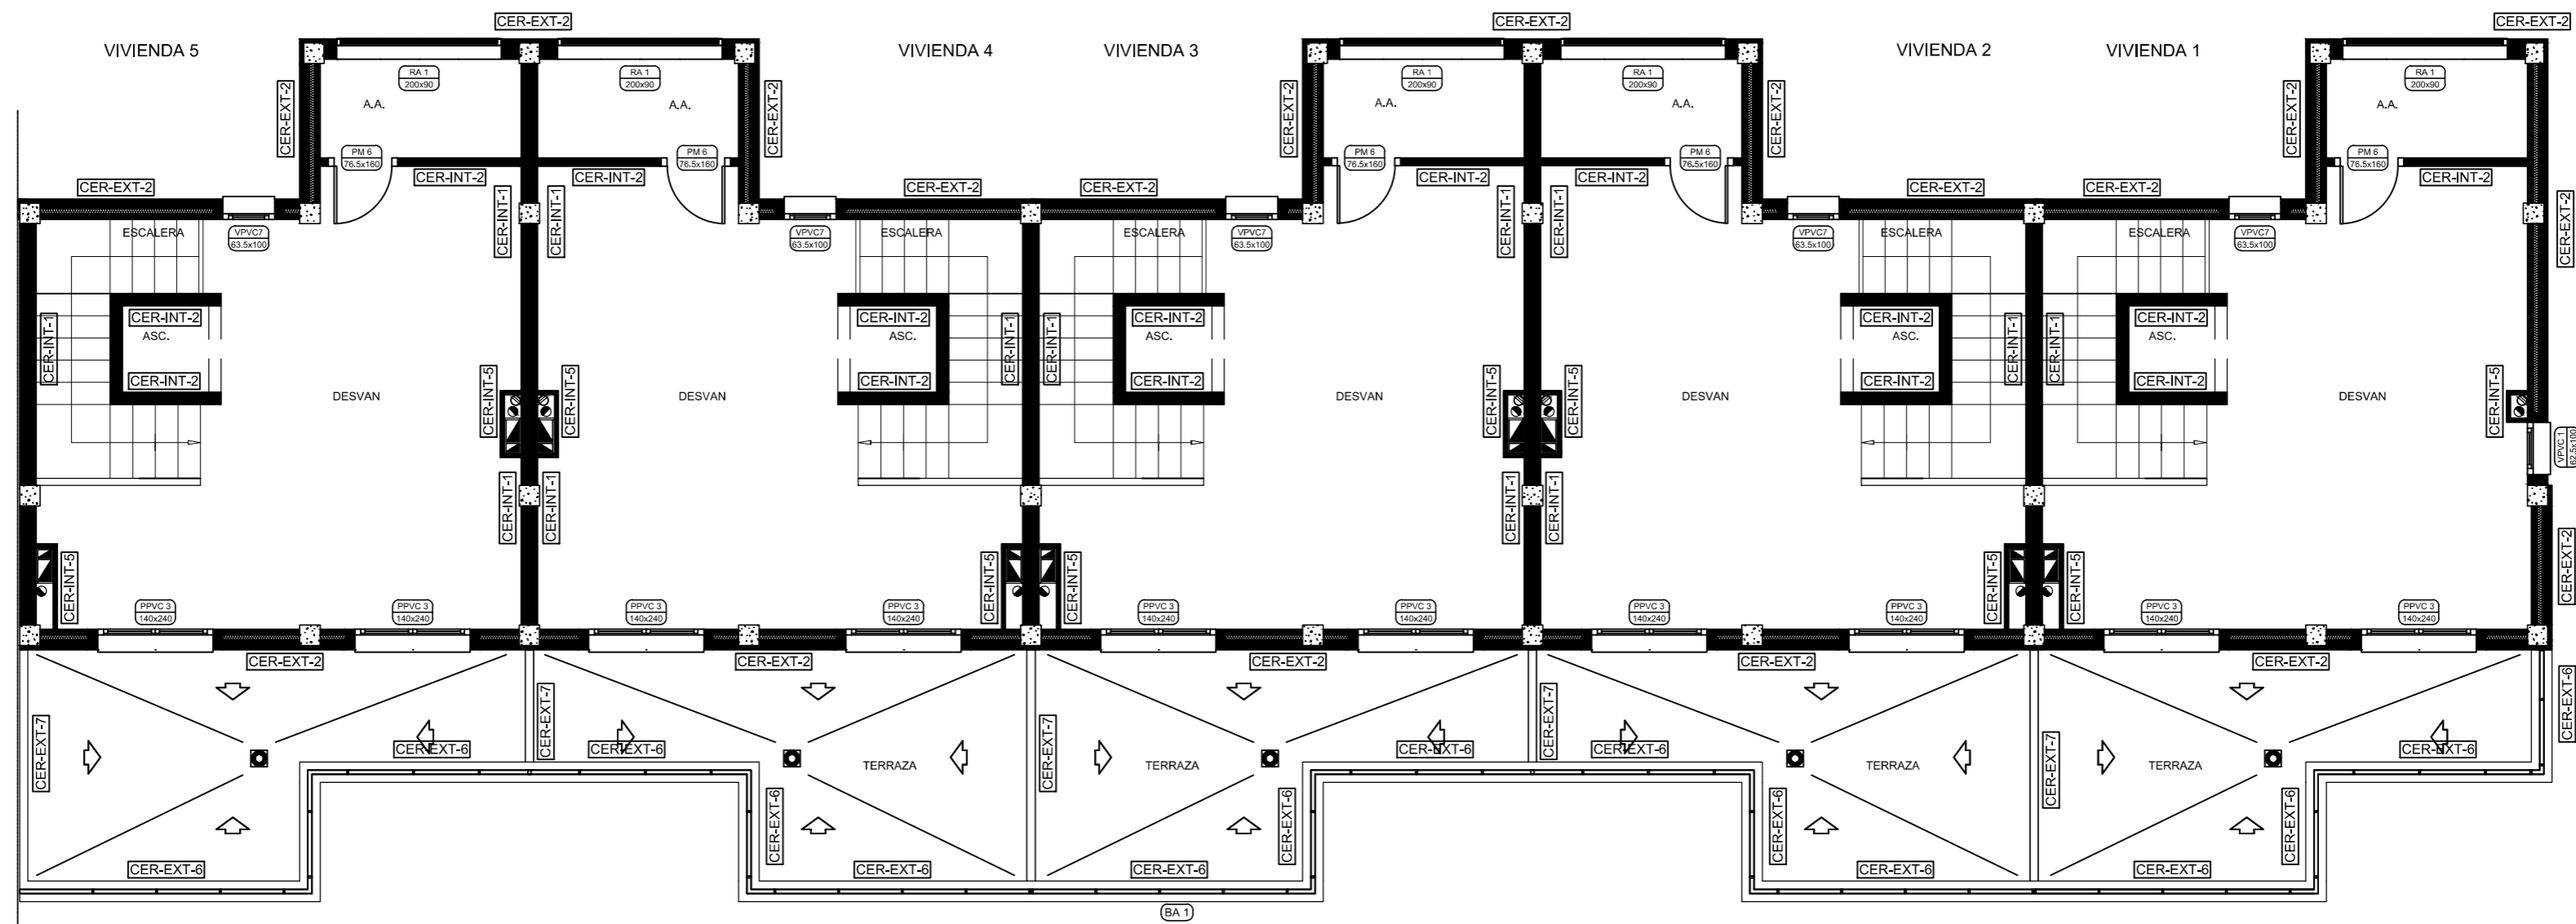 CER-EXT-2
CER-EXT-2
CER-EXT-2
VIVIENDA 5
VIVIENDA 4
VIVIENDA 3
VIVIENDA 2
VIVIENDA 1
RA 1
200x90
RA 1
200x90
RA 1
200x90
RA 1
200x90
RA 1
200x90
A.A.
A.A.
A.A.
A.A.
A.A.
CER-EXT-2
CER-EXT-2
CER-EXT-2
CER-EXT-2
CER-EXT-2
PM 6
76.5x160
PM 6
76.5x160
PM 6
76.5x160
PM 6
76.5x160
PM 6
76.5x160
CER-INT-2
CER-INT-2
CER-INT-2
CER-INT-2
CER-INT-2
CER-EXT-2
CER-EXT-2
CER-EXT-2
CER-EXT-2
CER-EXT-2
CER-INT-1
CER-INT-1
CER-INT-1
CER-INT-1
CER-EXT-2
ESCALERA
ESCALERA
ESCALERA
ESCALERA
ESCALERA
VPVC7
63.5x100
VPVC7
63.5x100
VPVC7
63.5x100
VPVC7
63.5x100
VPVC7
63.5x100
CER-INT-2
CER-INT-2
CER-INT-2
CER-INT-2
CER-INT-2
CER-INT-1
CER-INT-1
CER-INT-1
CER-INT-1
CER-INT-1
ASC.
ASC.
ASC.
ASC.
ASC.
CER-INT-2
CER-INT-2
CER-INT-2
CER-INT-2
CER-INT-2
DESVAN
DESVAN
DESVAN
DESVAN
DESVAN
CER-INT-5
CER-INT-5
CER-INT-5
CER-INT-5
CER-INT-5
VPVC 1
62.5x100
CER-INT-1
CER-INT-1
CER-INT-1
CER-INT-1
CER-EXT-2
CER-INT-5
CER-INT-5
CER-INT-5
CER-INT-5
CER-INT-5
PPVC 3
140x240
PPVC 3
140x240
PPVC 3
140x240
PPVC 3
140x240
PPVC 3
140x240
PPVC 3
140x240
PPVC 3
140x240
PPVC 3
140x240
PPVC 3
140x240
PPVC 3
140x240
CER-EXT-2
CER-EXT-2
CER-EXT-2
CER-EXT-2
CER-EXT-2
CER-EXT-7
CER-EXT-7
CER-EXT-7
CER-EXT-7
CER-EXT-7
CER-EXT-6
CER-EXT-6
CER-EXT-6
CER-EXT-6
CER-EXT-6
CER-EXT-6
TERRAZA
TERRAZA
TERRAZA
TERRAZA
CER-EXT-6
CER-EXT-6
CER-EXT-6
CER-EXT-6
CER-EXT-6
CER-EXT-6
CER-EXT-6
CER-EXT-6
CER-EXT-6
BA 1